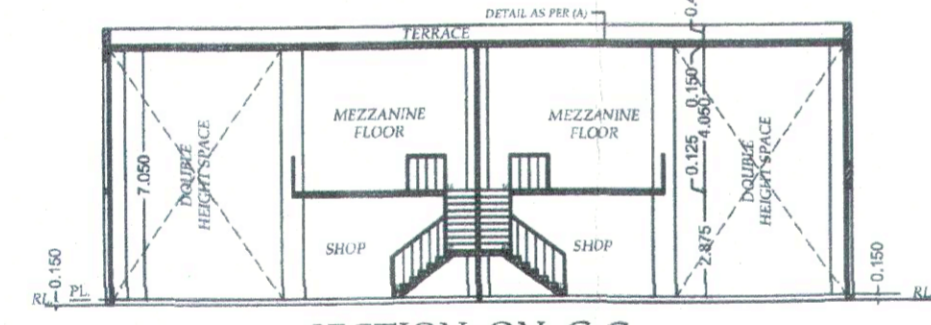 DETAIL AS PER (A)
TERRACE
MEZZANINE
FLOOR
MEZZANINE
FLOOR
0.150
4.050
7.050
DOUBLE
HEIGHT SPACE
0.125
DOUBLE
HEIGHT SPACE
SHOP
SHOP
2.875
0.150
0.150
RL
PL.
RL